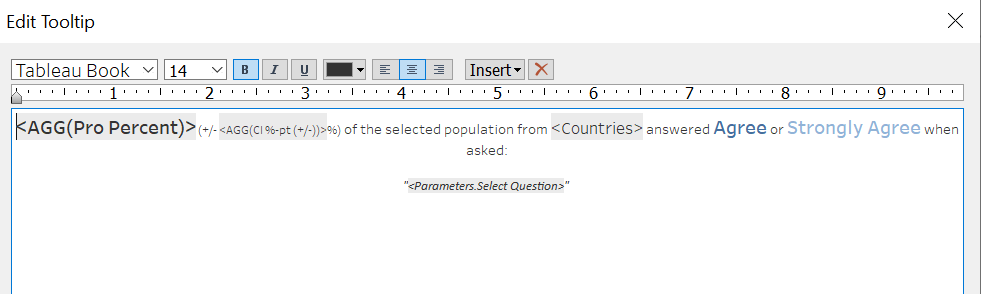 Edit Tooltip
Tableau Book 14 B I U Insert
1 2 3 4 5 6 7 8 9
<AGG(Pro Percent)> (+/- <AGG(CI %-pt (+/-))>%) of the selected population from <Countries> answered Agree or Strongly Agree when
asked:
"<Parameters.Select Question>"